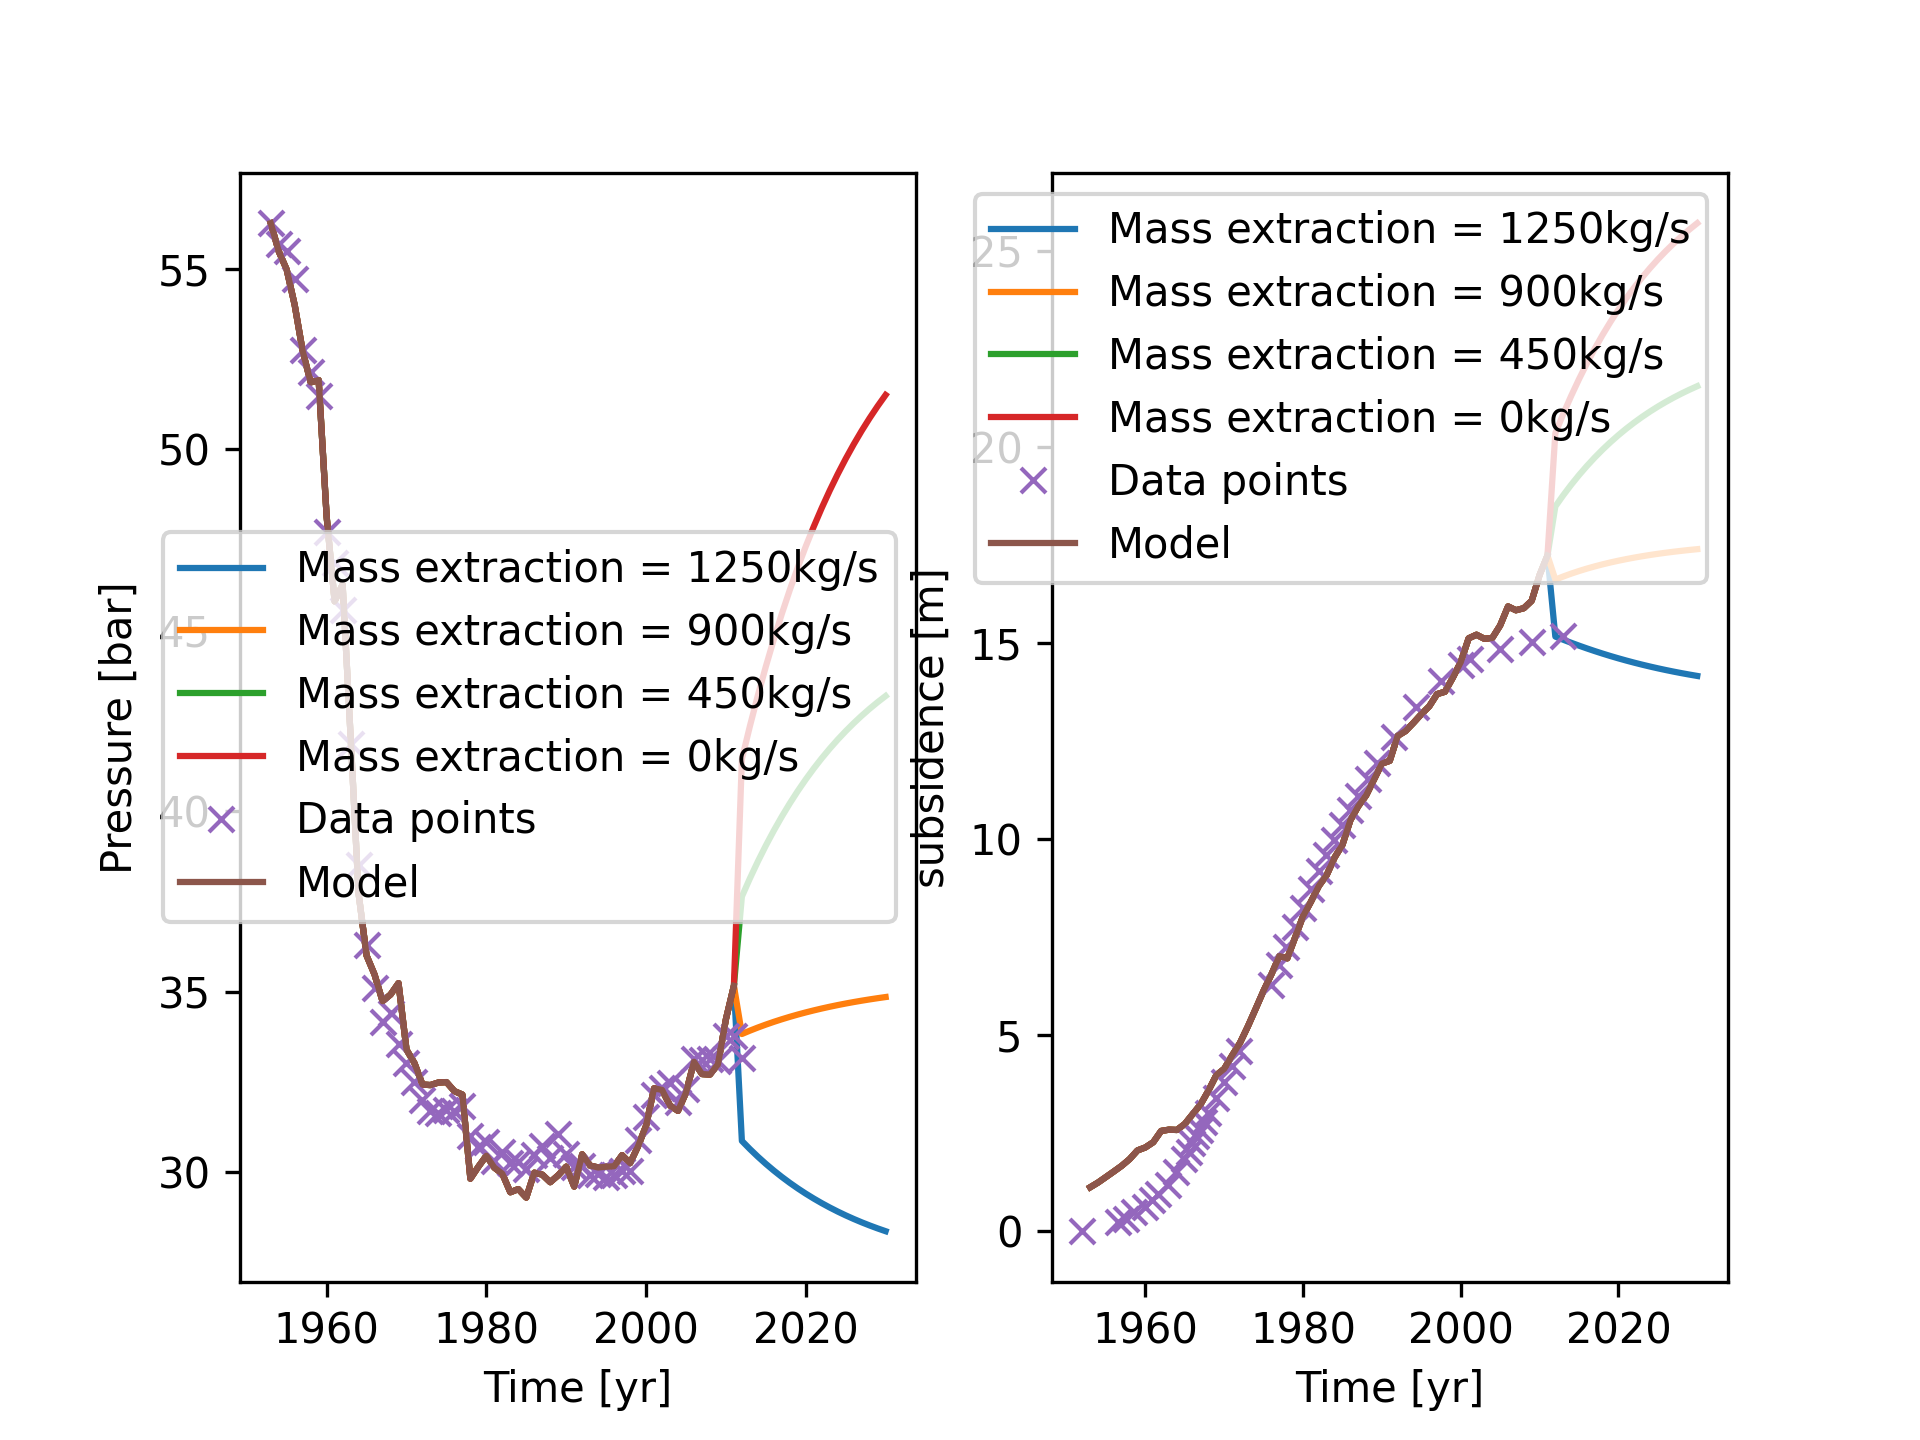 55
50
45
40
35
30
Pressure [bar]
Mass extraction = 1250kg/s
Mass extraction = 900kg/s
Mass extraction = 450kg/s
Mass extraction = 0kg/s
Data points
Model
1960 1980 2000 2020
Time [yr]
25
20
15
10
5
0
subsidence [m]
Mass extraction = 1250kg/s
Mass extraction = 900kg/s
Mass extraction = 450kg/s
Mass extraction = 0kg/s
Data points
Model
1960 1980 2000 2020
Time [yr]